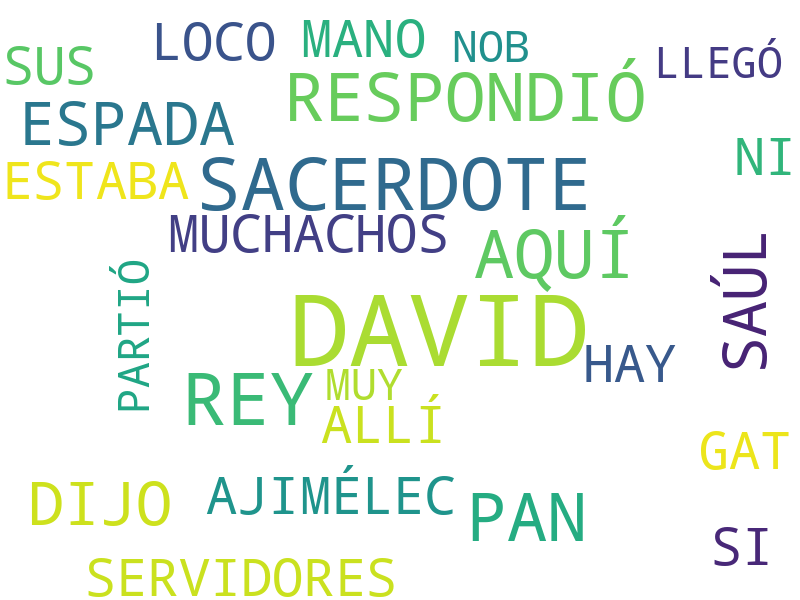 LOCO MANO NOB
SUS LLEGÓ
RESPONDIÓ
ESPADA
NI
ESTABA SACERDOTE
MUCHACHOS AQUÍ
SAÚL
PARTIÓ
DAVID
HAY
REY MUY
ALLÍ
GAT
DIJO AJIMÉLEC PAN
SI
SERVIDORES